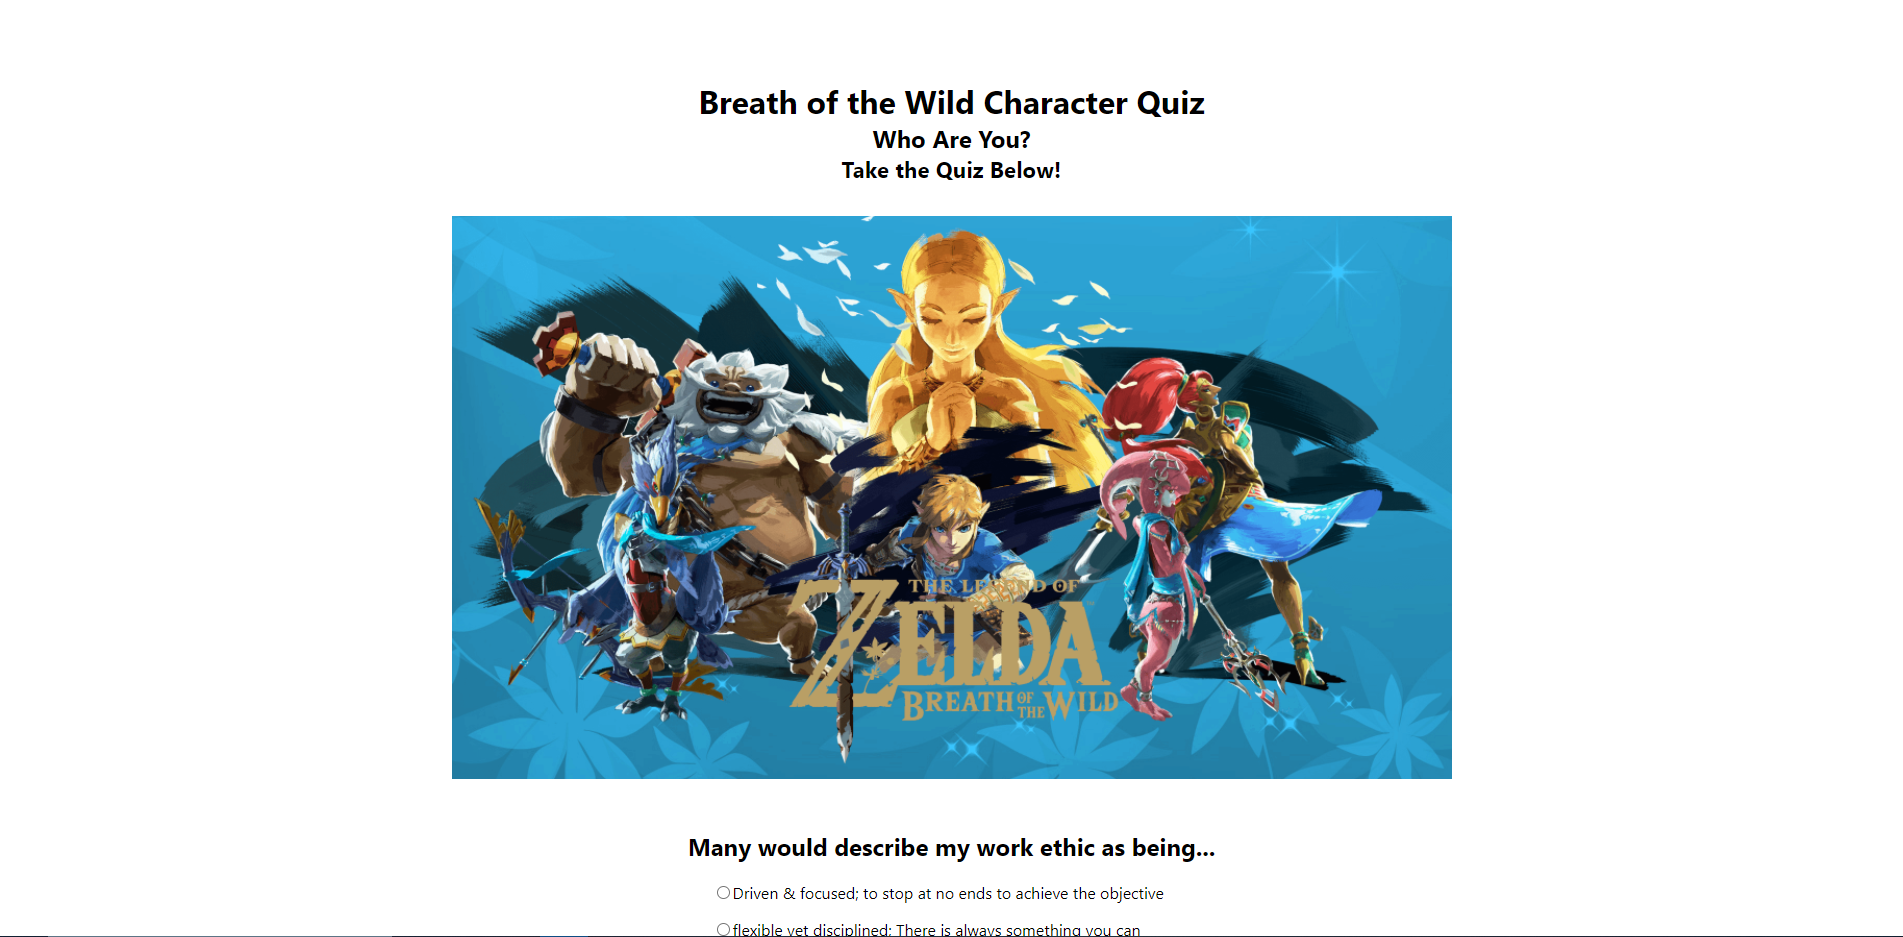 Breath of the Wild Character Quiz
Who Are You?
Take the Quiz Below!
THE LEGEND OF
ZELDA
BREATH OF THE WILD
Many would describe my work ethic as being...
Driven & focused; to stop at no ends to achieve the objective
flexible yet disciplined; There is always something you can